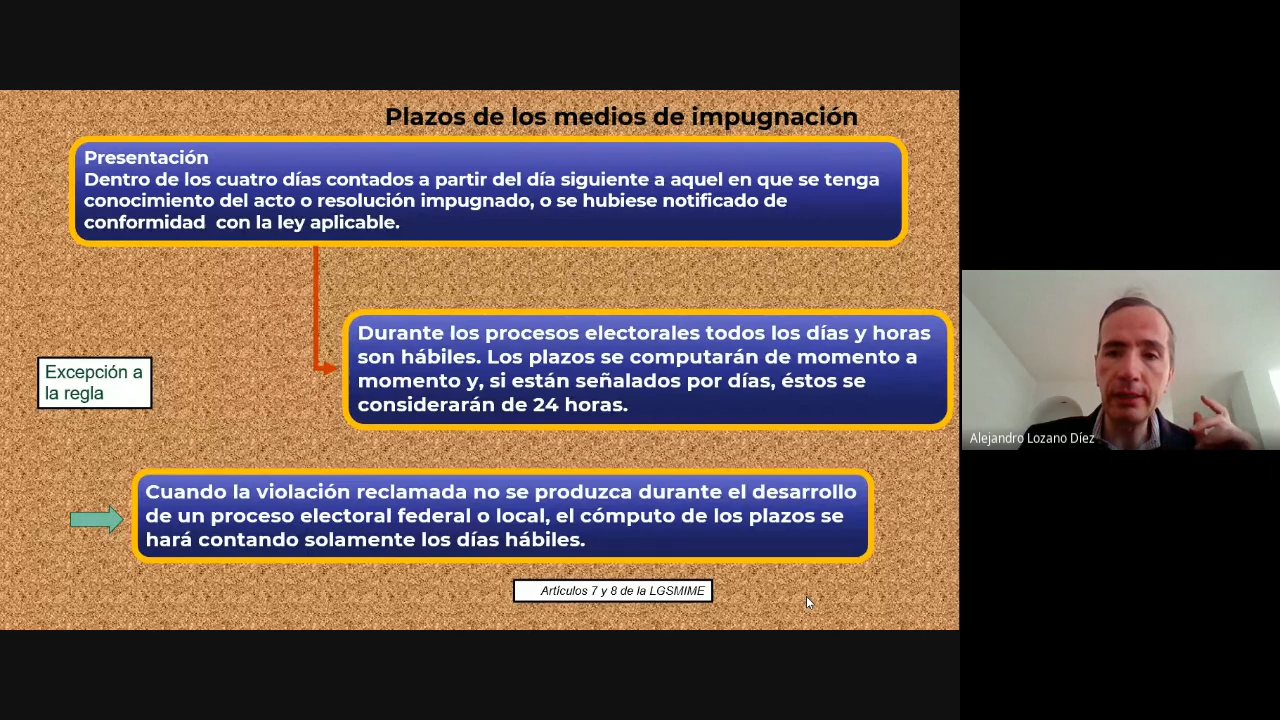 Plazos de los medios de impugnación
Presentación
Dentro de los cuatro días contados a partir del día siguiente a aquel en que se tenga
conocimiento del acto o resolución impugnado, o se hubiese notificado de
conformidad con la ley aplicable.
Durante los procesos electorales todos los días y horas
son hábiles. Los plazos se computarán de momento a
momento y, si están señalados por días, éstos se
considerarán de 24 horas.
Excepción a
la regla
Cuando la violación reclamada no se produzca durante el desarrollo
de un proceso electoral federal o local, el cómputo de los plazos se
hará contando solamente los días hábiles.
Artículos 7 y 8 de la LGSMIME
Alejandro Lozano Díez